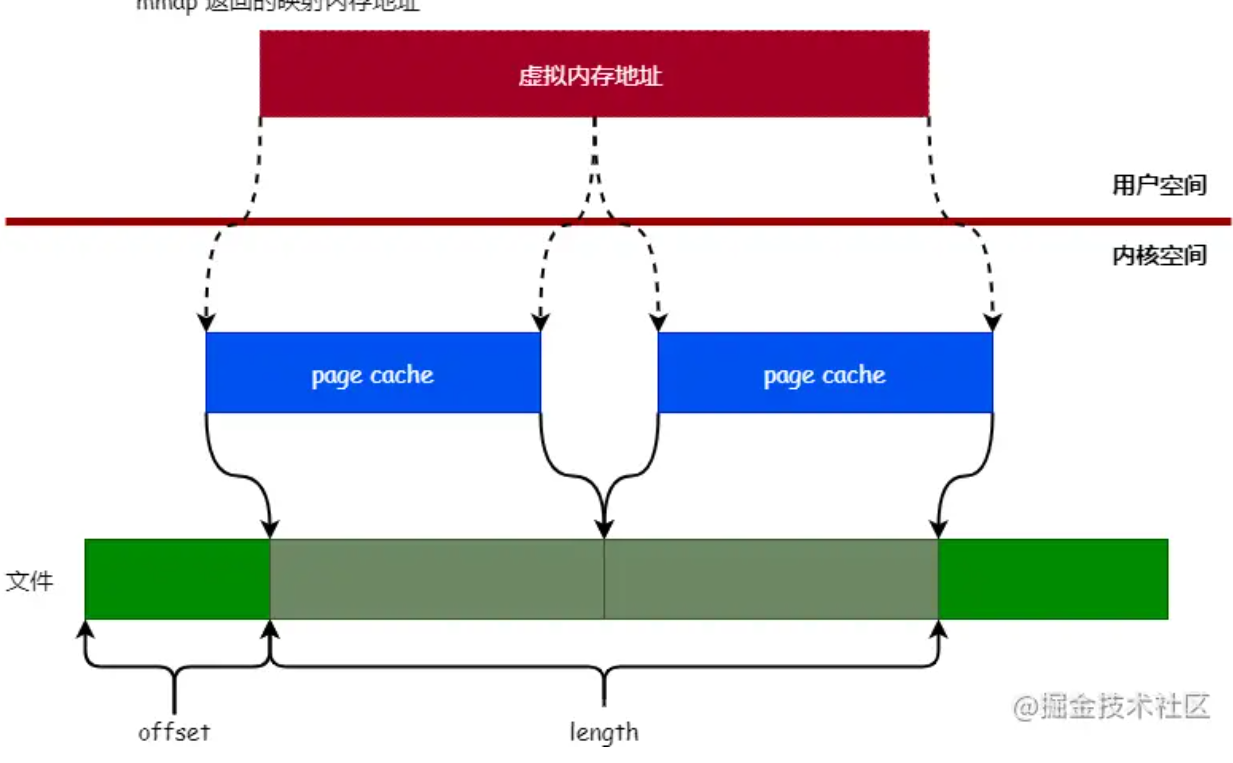 mmap 返回的映射内存地址
虚拟内存地址
用户空间
内核空间
page cache
page cache
文件
offset
length
@掘金技术社区